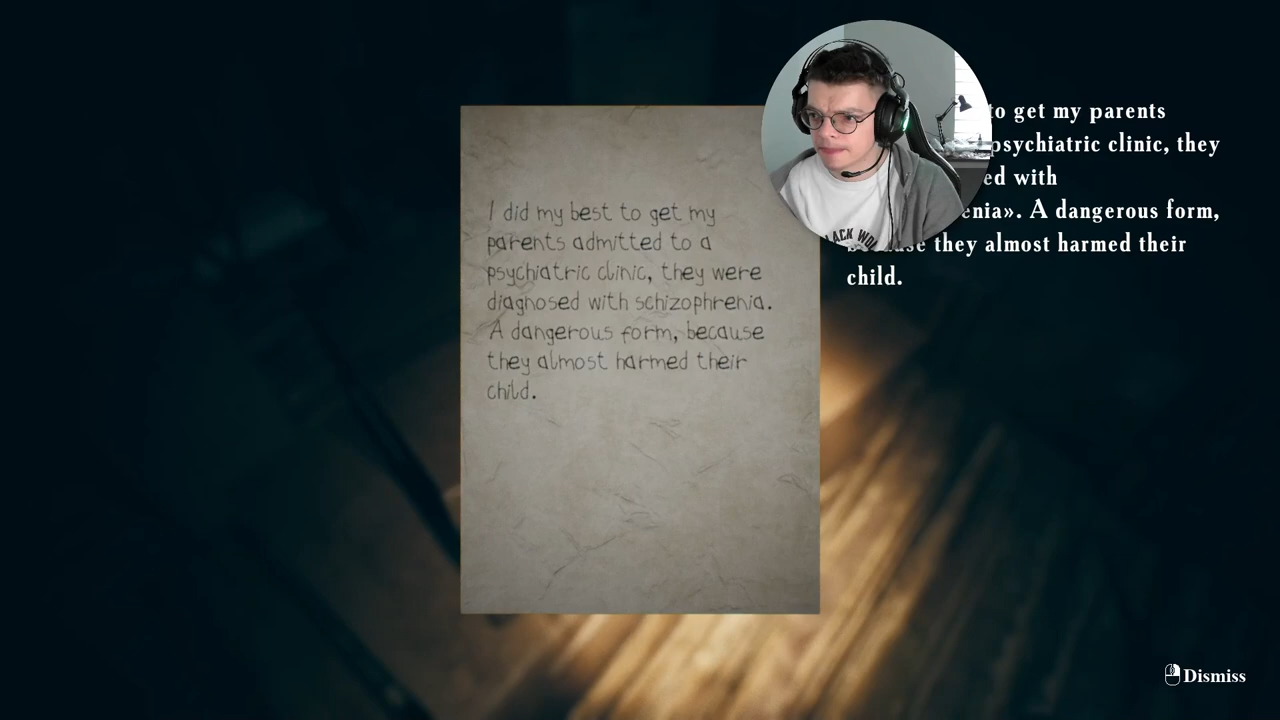 I did my best to get my
parents admitted to a
psychiatric clinic, they were
diagnosed with schizophrenia.
A dangerous form, because
they almost harmed their
child.
to get my parents
psychiatric clinic, they
with
A dangerous form,
they almost harmed their
child.
Dismiss